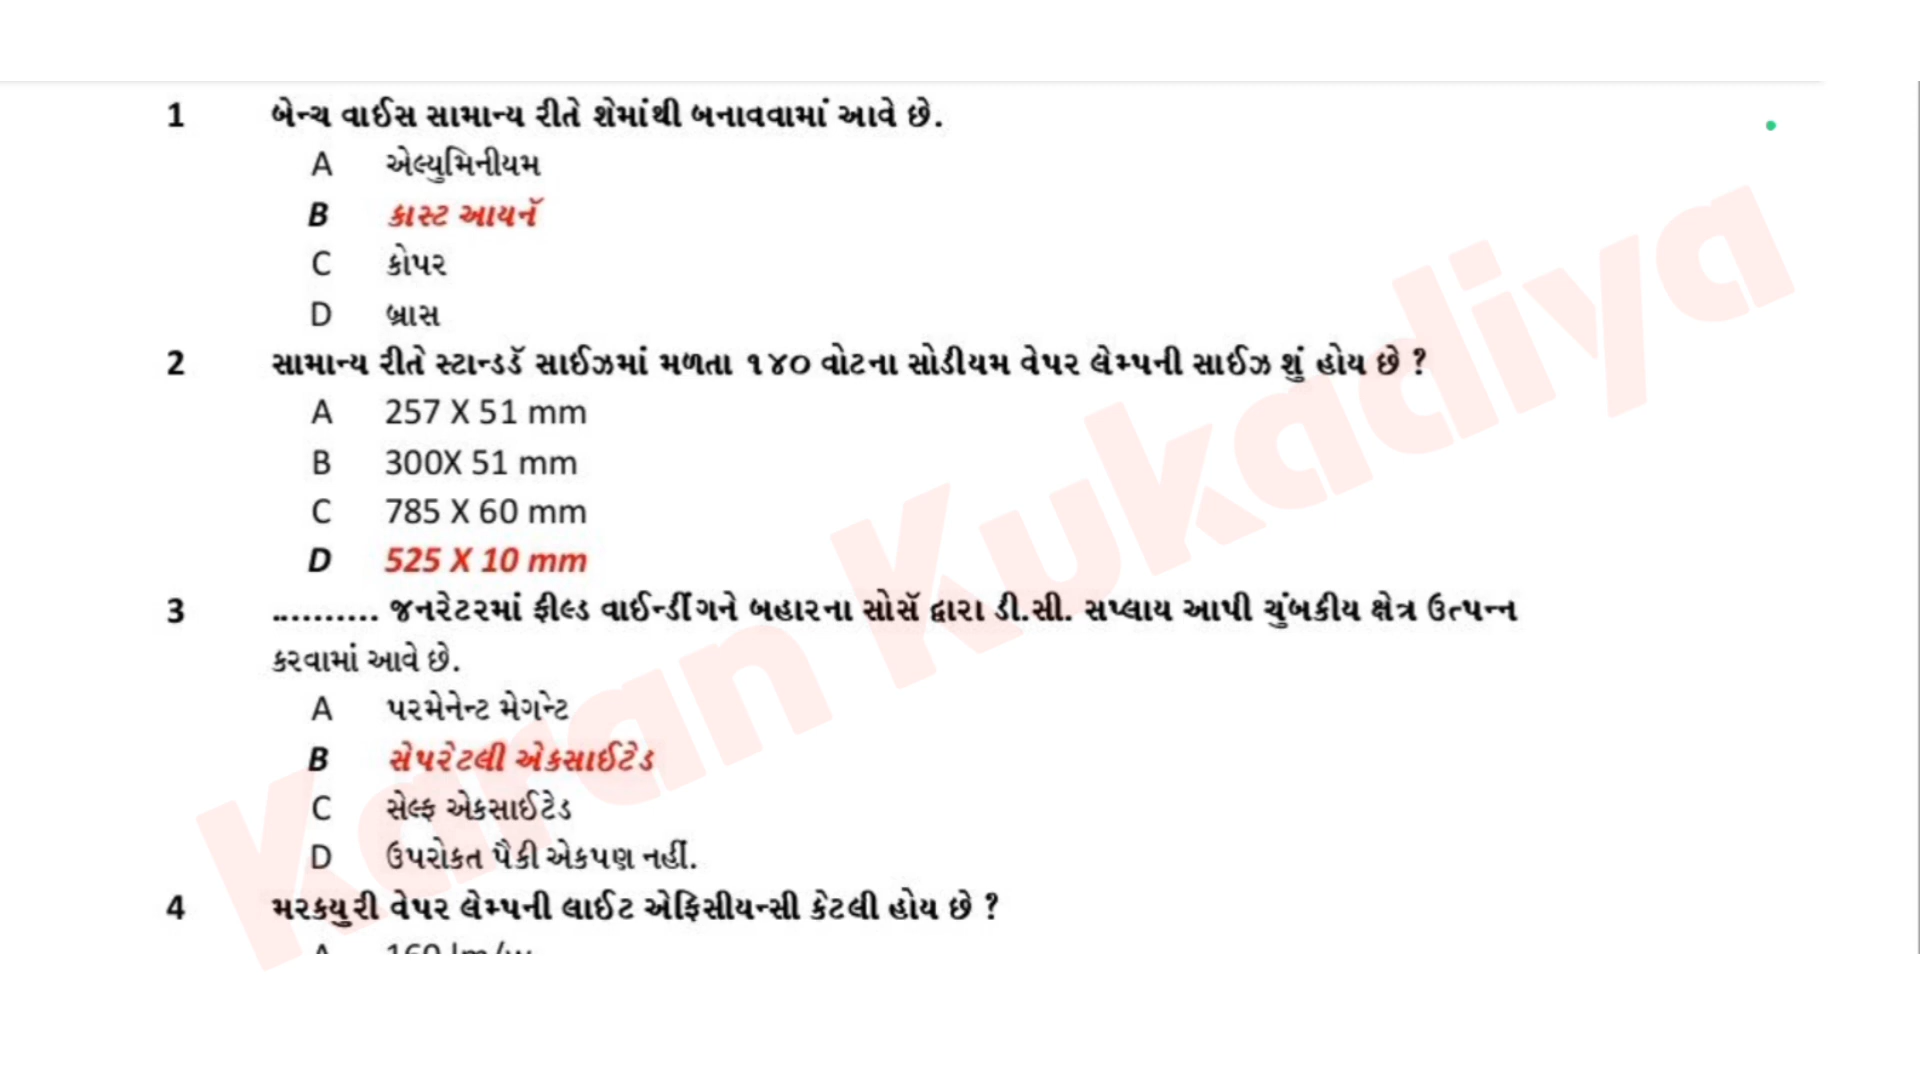 1 બેન્ચ વાઈસ સામાન્ય રીતે શેમાંથી બનાવવામાં આવે છે.
A એલ્યુમિનીયમ
B કાસ્ટ આયર્ન
C કોપર
D બ્રાસ
2 સામાન્ય રીતે સ્ટાન્ડર્ડ સાઈઝમાં મળતા ૧૪૦ વોટના સોડીયમ વેપર લેમ્પની સાઈઝ શું હોય છે ?
A 257 X 51 mm
B 300X 51 mm
C 785 X 60 mm
D 525 X 10 mm
3 .......... જનરેટરમાં ફીલ્ડ વાઈન્ડીંગને બહારના સોર્સ દ્વારા ડી.સી. સપ્લાય આપી ચુંબકીય ક્ષેત્ર ઉત્પન્ન
કરવામાં આવે છે.
A પરમેનેન્ટ મેગ્નેટ
B સેપરેટલી એકસાઈટેડ
C સેલ્ફ એકસાઈટેડ
D ઉપરોકત પૈકી એકપણ નહીં.
4 મરકયુરી વેપર લેમ્પની લાઈટ એફિસીયન્સી કેટલી હોય છે ?
Karan Kukadiya